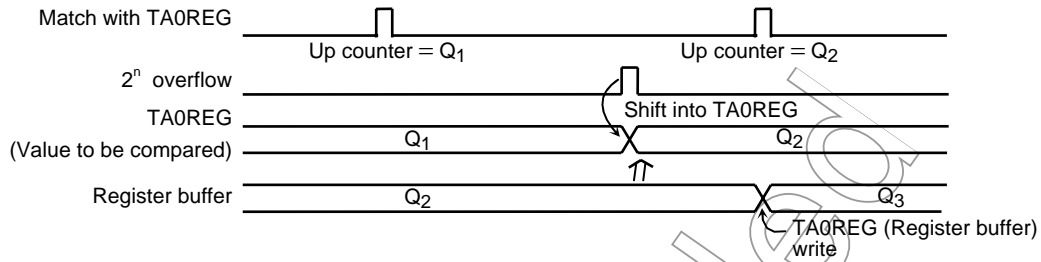 Match with TA0REG
Up counter = Q1
Up counter = Q2
2n overflow
Shift into TA0REG
TA0REG
(Value to be compared)
Q1
Q2
Register buffer
Q2
Q3
TA0REG (Register buffer)
write